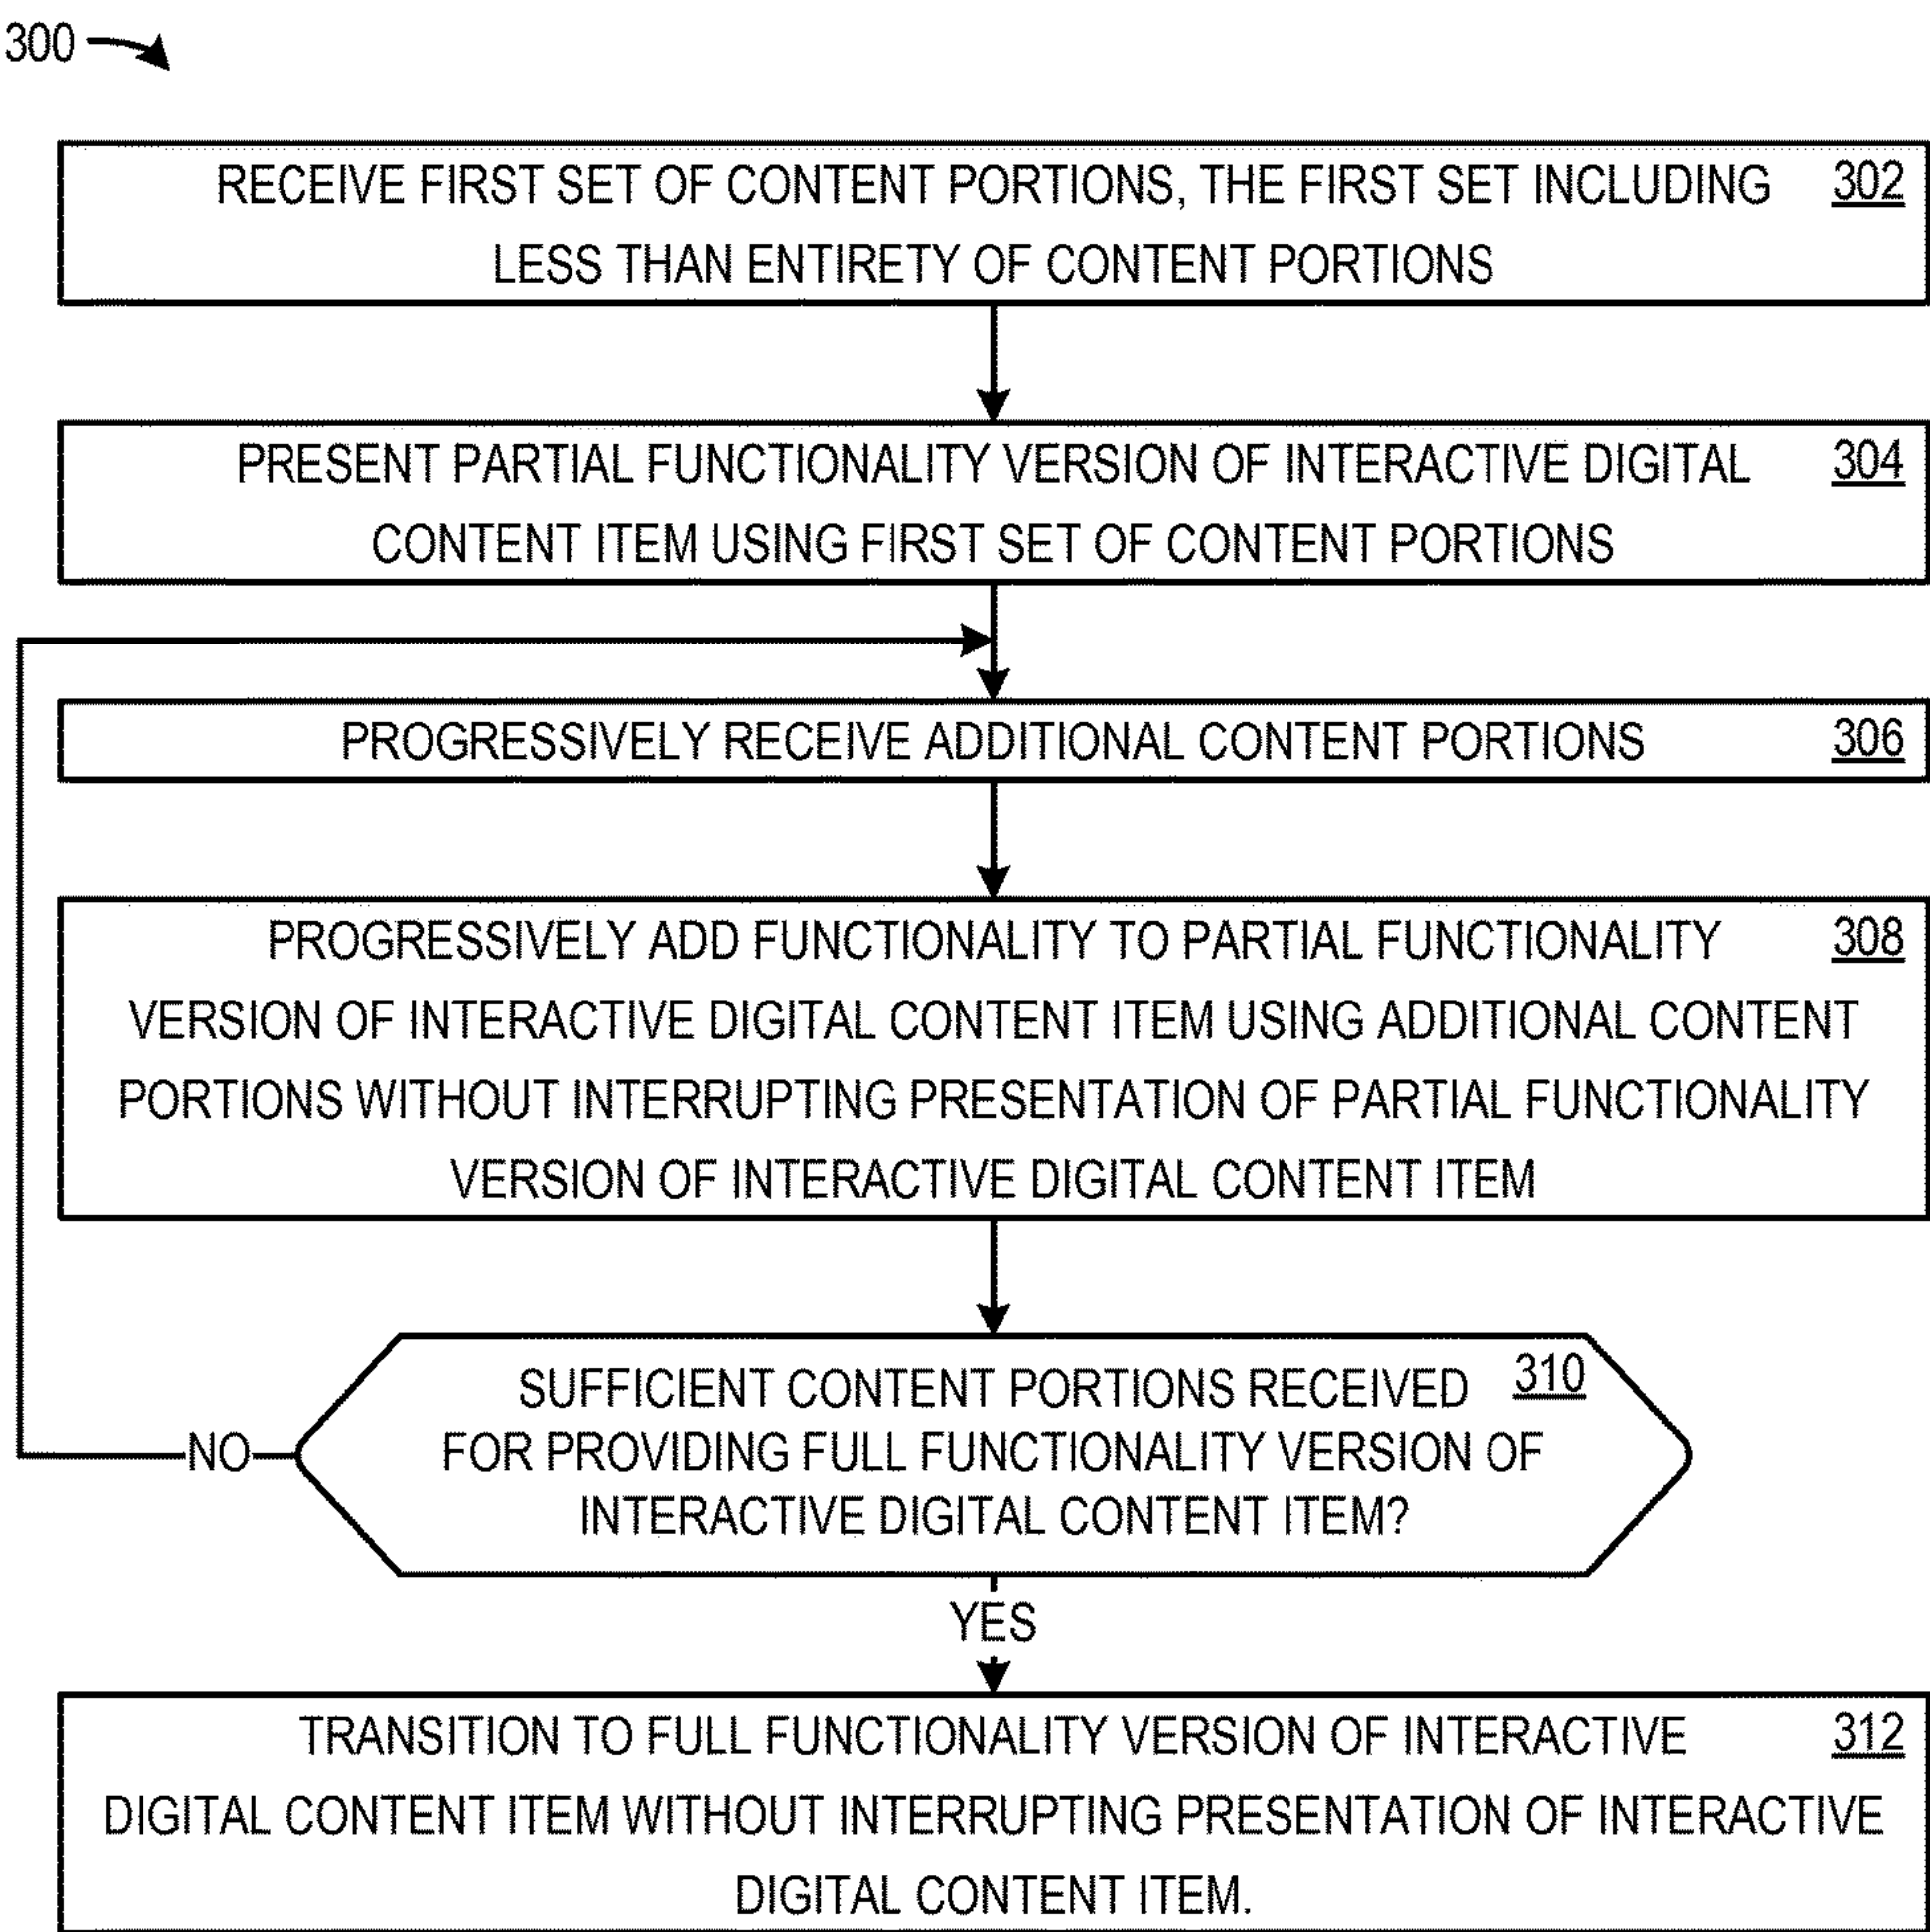 300
RECEIVE FIRST SET OF CONTENT PORTIONS, THE FIRST SET INCLUDING 302
LESS THAN ENTIRETY OF CONTENT PORTIONS
PRESENT PARTIAL FUNCTIONALITY VERSION OF INTERACTIVE DIGITAL 304
CONTENT ITEM USING FIRST SET OF CONTENT PORTIONS
PROGRESSIVELY RECEIVE ADDITIONAL CONTENT PORTIONS 306
PROGRESSIVELY ADD FUNCTIONALITY TO PARTIAL FUNCTIONALITY 308
VERSION OF INTERACTIVE DIGITAL CONTENT ITEM USING ADDITIONAL CONTENT
PORTIONS WITHOUT INTERRUPTING PRESENTATION OF PARTIAL FUNCTIONALITY
VERSION OF INTERACTIVE DIGITAL CONTENT ITEM
SUFFICIENT CONTENT PORTIONS RECEIVED 310
FOR PROVIDING FULL FUNCTIONALITY VERSION OF
INTERACTIVE DIGITAL CONTENT ITEM?
NO
YES
TRANSITION TO FULL FUNCTIONALITY VERSION OF INTERACTIVE 312
DIGITAL CONTENT ITEM WITHOUT INTERRUPTING PRESENTATION OF INTERACTIVE
DIGITAL CONTENT ITEM.